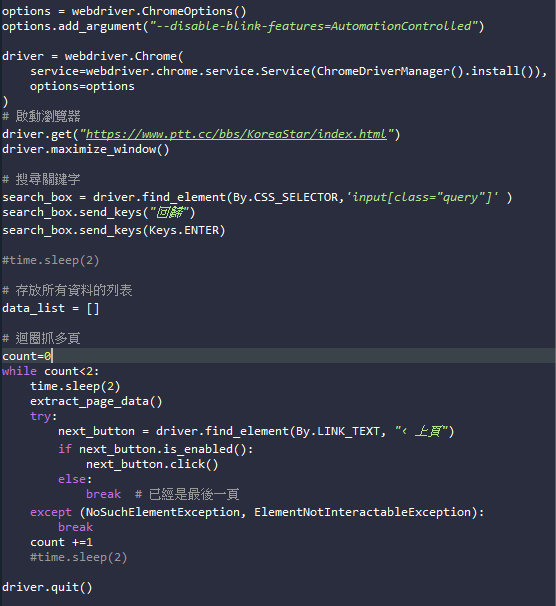 options = webdriver.ChromeOptions()
options.add_argument("--disable-blink-features=AutomationControlled")
driver = webdriver.Chrome(
    service=webdriver.chrome.service.Service(ChromeDriverManager().install()),
    options=options
)
# 啟動瀏覽器
driver.get("https://www.ptt.cc/bbs/KoreaStar/index.html")
driver.maximize_window()
# 搜尋關鍵字
search_box = driver.find_element(By.CSS_SELECTOR,'input[class="query"]' )
search_box.send_keys("回歸")
search_box.send_keys(Keys.ENTER)
#time.sleep(2)
# 存放所有資料的列表
data_list = []
# 迴圈抓多頁
count=0
while count<2:
    time.sleep(2)
    extract_page_data()
    try:
        next_button = driver.find_element(By.LINK_TEXT, "‹ 上頁")
        if next_button.is_enabled():
            next_button.click()
        else:
            break  # 已經是最後一頁
    except (NoSuchElementException, ElementNotInteractableException):
        break
    count +=1
    #time.sleep(2)
driver.quit()